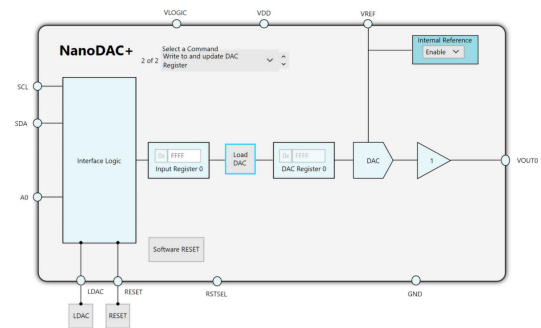 VLOGIC
VDD
VREF
NanoDAC+
2 of 2
Select a Command
Write to and update DAC
Register
Internal Reference
Enable
SCL
SDA
A0
Interface Logic
0x FFFF
Input Register 0
Load
DAC
0x FFFF
DAC Register 0
DAC
1
VOUT0
Software RESET
LDAC
RESET
RSTSEL
GND
LDAC
RESET